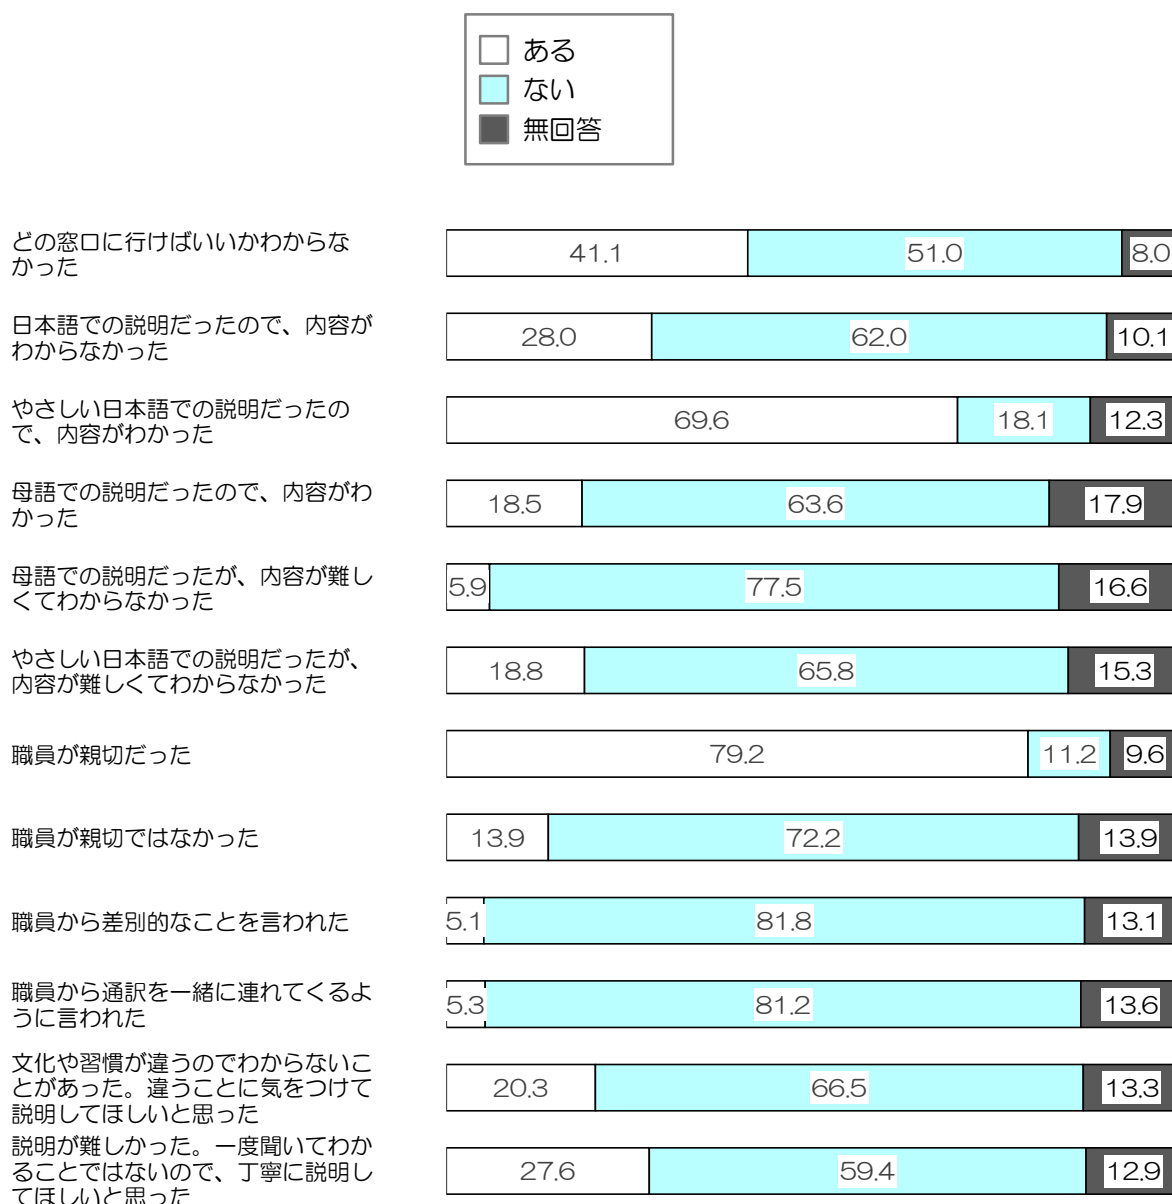 ある
ない
無回答
どの窓口に行けばいいかわからな
かった
41.1 51.0 8.0
日本語での説明だったので、内容が
わからなかった
28.0 62.0 10.1
やさしい日本語での説明だったの
で、内容がわかった
69.6 18.1 12.3
母語での説明だったので、内容がわ
かった
18.5 63.6 17.9
母語での説明だったが、内容が難し
くてわからなかった
5.9 77.5 16.6
やさしい日本語での説明だったが、
内容が難しくてわからなかった
18.8 65.8 15.3
職員が親切だった
79.2 11.2 9.6
職員が親切ではなかった
13.9 72.2 13.9
職員から差別的なことを言われた
5.1 81.8 13.1
職員から通訳を一緒に連れてくるよ
うに言われた
5.3 81.2 13.6
文化や習慣が違うのでわからないこ
とがあった。違うことに気をつけて
説明してほしいと思った
20.3 66.5 13.3
説明が難しかった。一度聞いてわか
ることではないので、丁寧に説明し
てほしいと思った
27.6 59.4 12.9